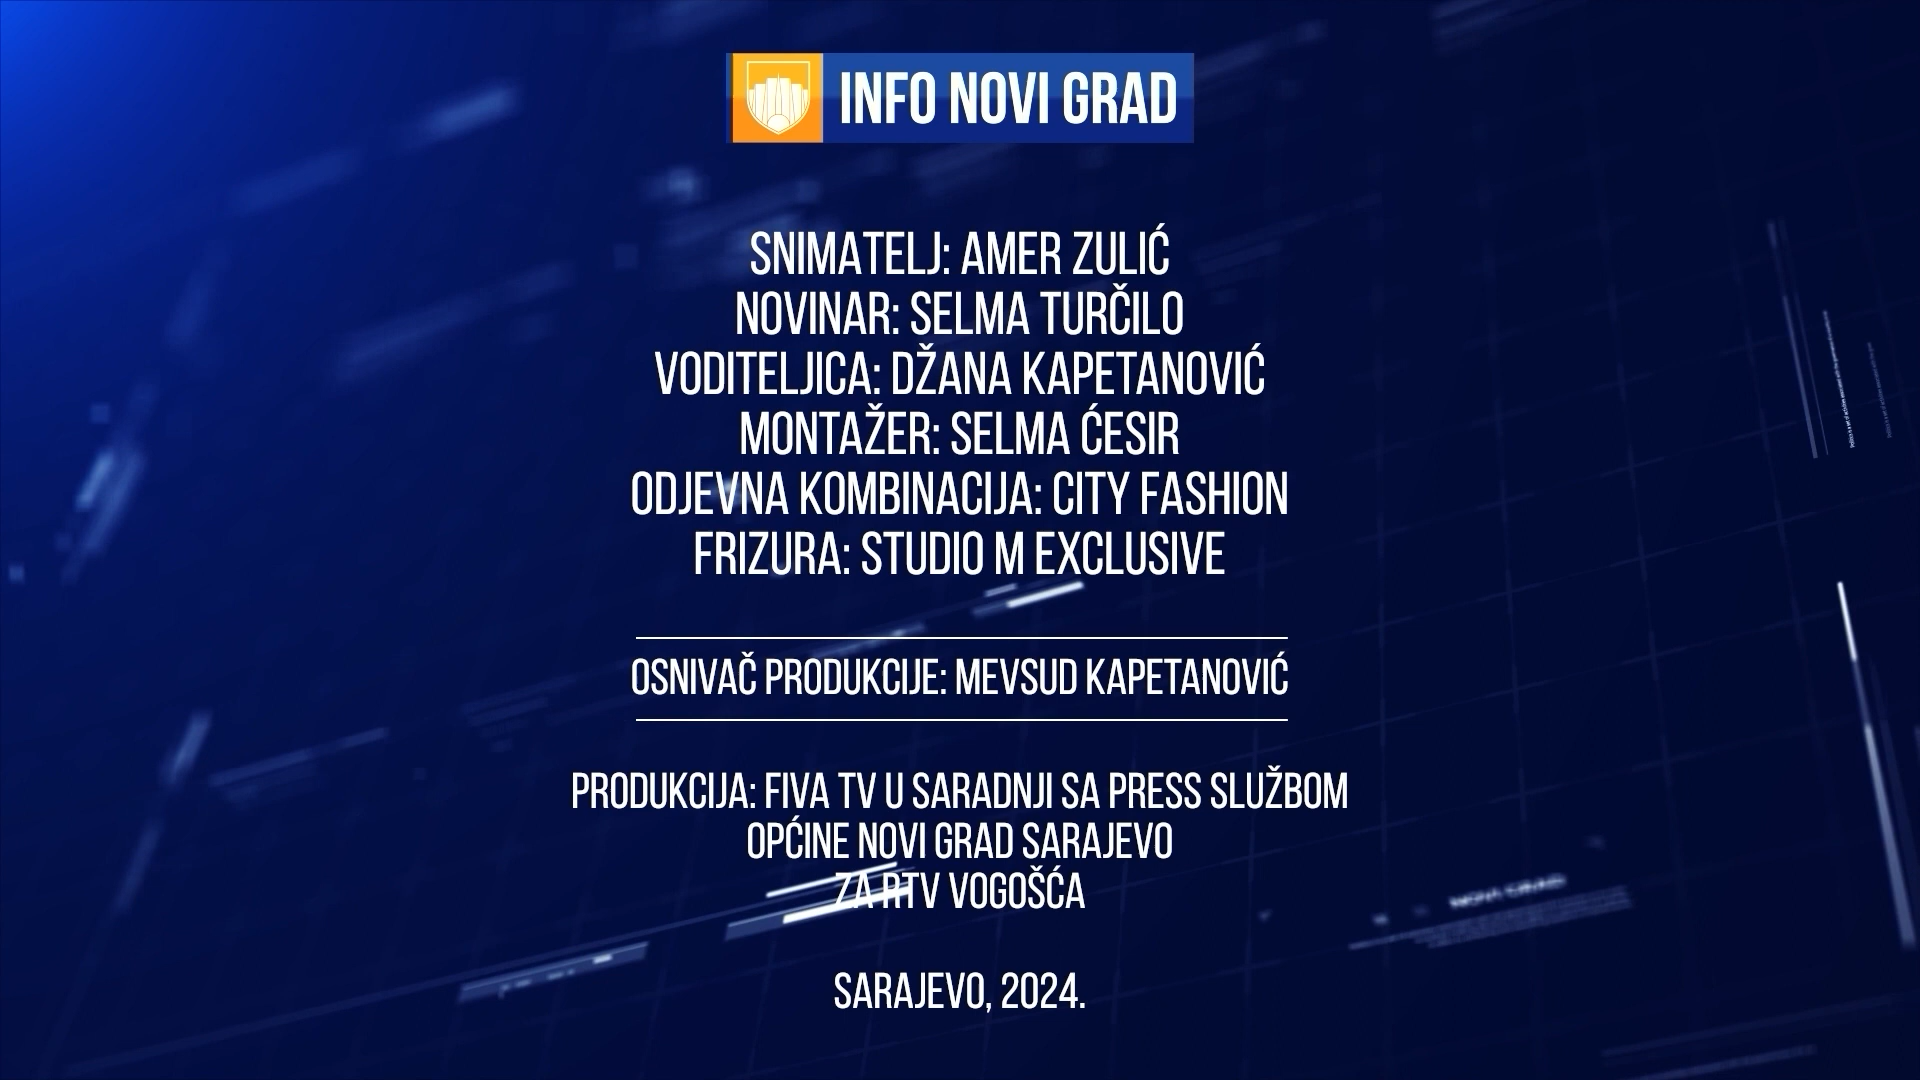 INFO NOVI GRAD
SNIMATELJ: AMER ZULIĆ
NOVINAR: SELMA TURČILO
VODITELJICA: DŽANA KAPETANOVIĆ
MONTAŽER: SELMA ĆESIR
ODJEVNA KOMBINACIJA: CITY FASHION
FRIZURA: STUDIO M EXCLUSIVE
OSNIVAČ PRODUKCIJE: MEVSUD KAPETANOVIĆ
PRODUKCIJA: FIVA TV U SARADNJI SA PRESS SLUŽBOM
OPĆINE NOVI GRAD SARAJEVO
ZA RTV VOGOŠĆA
NOVI GRAD
SARAJEVO, 2024.